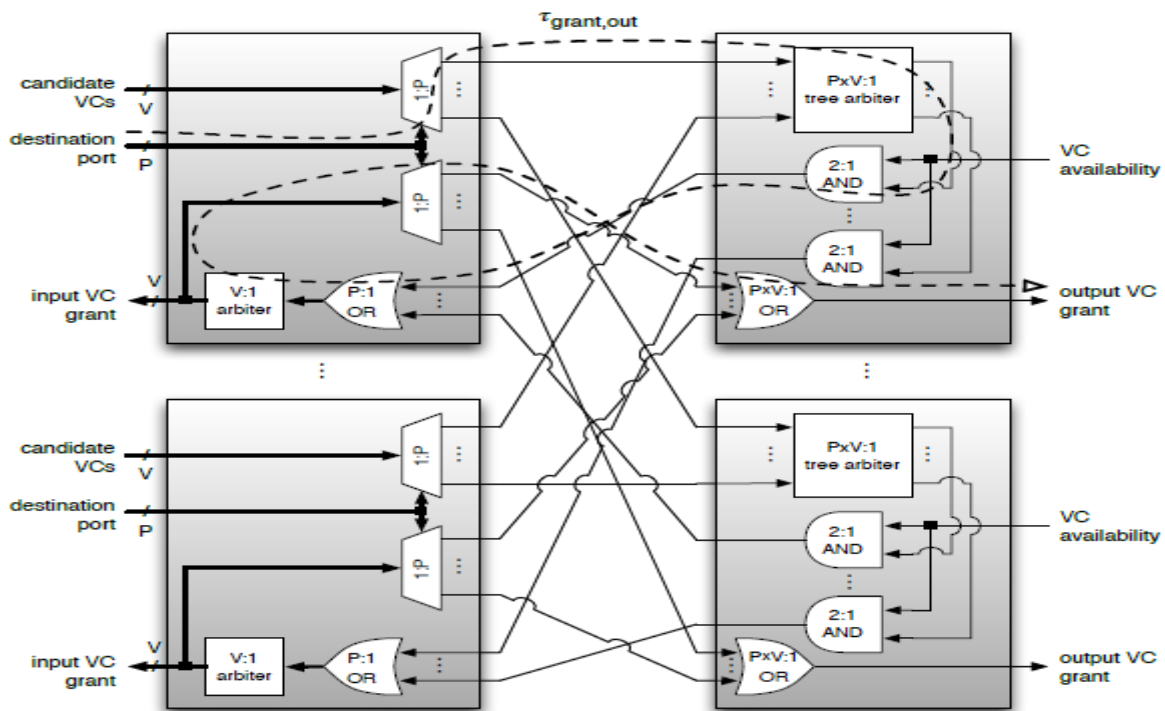 τgrant,out
candidate
VCs
V
destination
port
P
1:P
1:P
input VC
grant
V
V:1
arbiter
P:1
OR
PxV:1
tree arbiter
2:1
AND
2:1
AND
PxV:1
OR
VC
availability
output VC
grant
candidate
VCs
V
destination
port
P
1:P
1:P
input VC
grant
V
V:1
arbiter
P:1
OR
PxV:1
tree arbiter
2:1
AND
2:1
AND
PxV:1
OR
VC
availability
output VC
grant